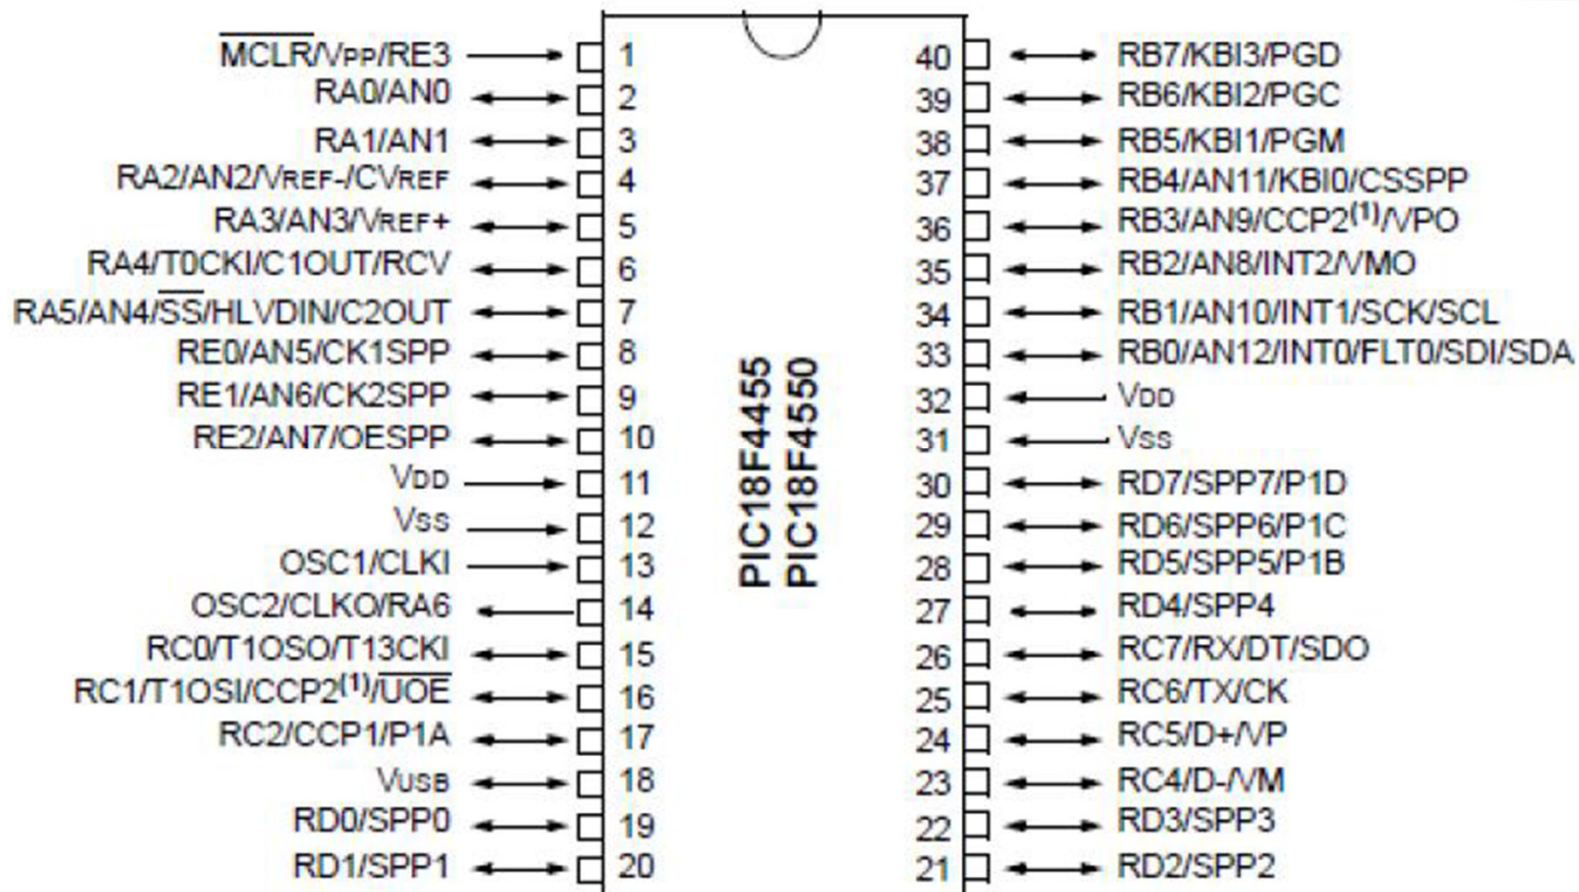 MCLR/VPP/RE3 1 40 RB7/KBI3/PGD
RA0/AN0 2 39 RB6/KBI2/PGC
RA1/AN1 3 38 RB5/KBI1/PGM
RA2/AN2/VREF-/CVREF 4 37 RB4/AN11/KBI0/CSSPP
RA3/AN3/VREF+ 5 36 RB3/AN9/CCP2(1)/VPO
RA4/T0CKI/C1OUT/RCV 6 35 RB2/AN8/INT2/VMO
RA5/AN4/SS/HLVDIN/C2OUT 7 34 RB1/AN10/INT1/SCK/SCL
RE0/AN5/CK1SPP 8 33 RB0/AN12/INT0/FLT0/SDI/SDA
RE1/AN6/CK2SPP 9 32 VDD
RE2/AN7/OESPP 10 31 VSS
VDD 11 30 RD7/SPP7/P1D
VSS 12 29 RD6/SPP6/P1C
OSC1/CLKI 13 28 RD5/SPP5/P1B
OSC2/CLKO/RA6 14 27 RD4/SPP4
RC0/T1OSO/T13CKI 15 26 RC7/RX/DT/SDO
RC1/T1OSI/CCP2(1)/UOE 16 25 RC6/TX/CK
RC2/CCP1/P1A 17 24 RC5/D+/VP
VUSB 18 23 RC4/D-/VM
RD0/SPP0 19 22 RD3/SPP3
RD1/SPP1 20 21 RD2/SPP2
PIC18F4455
PIC18F4550